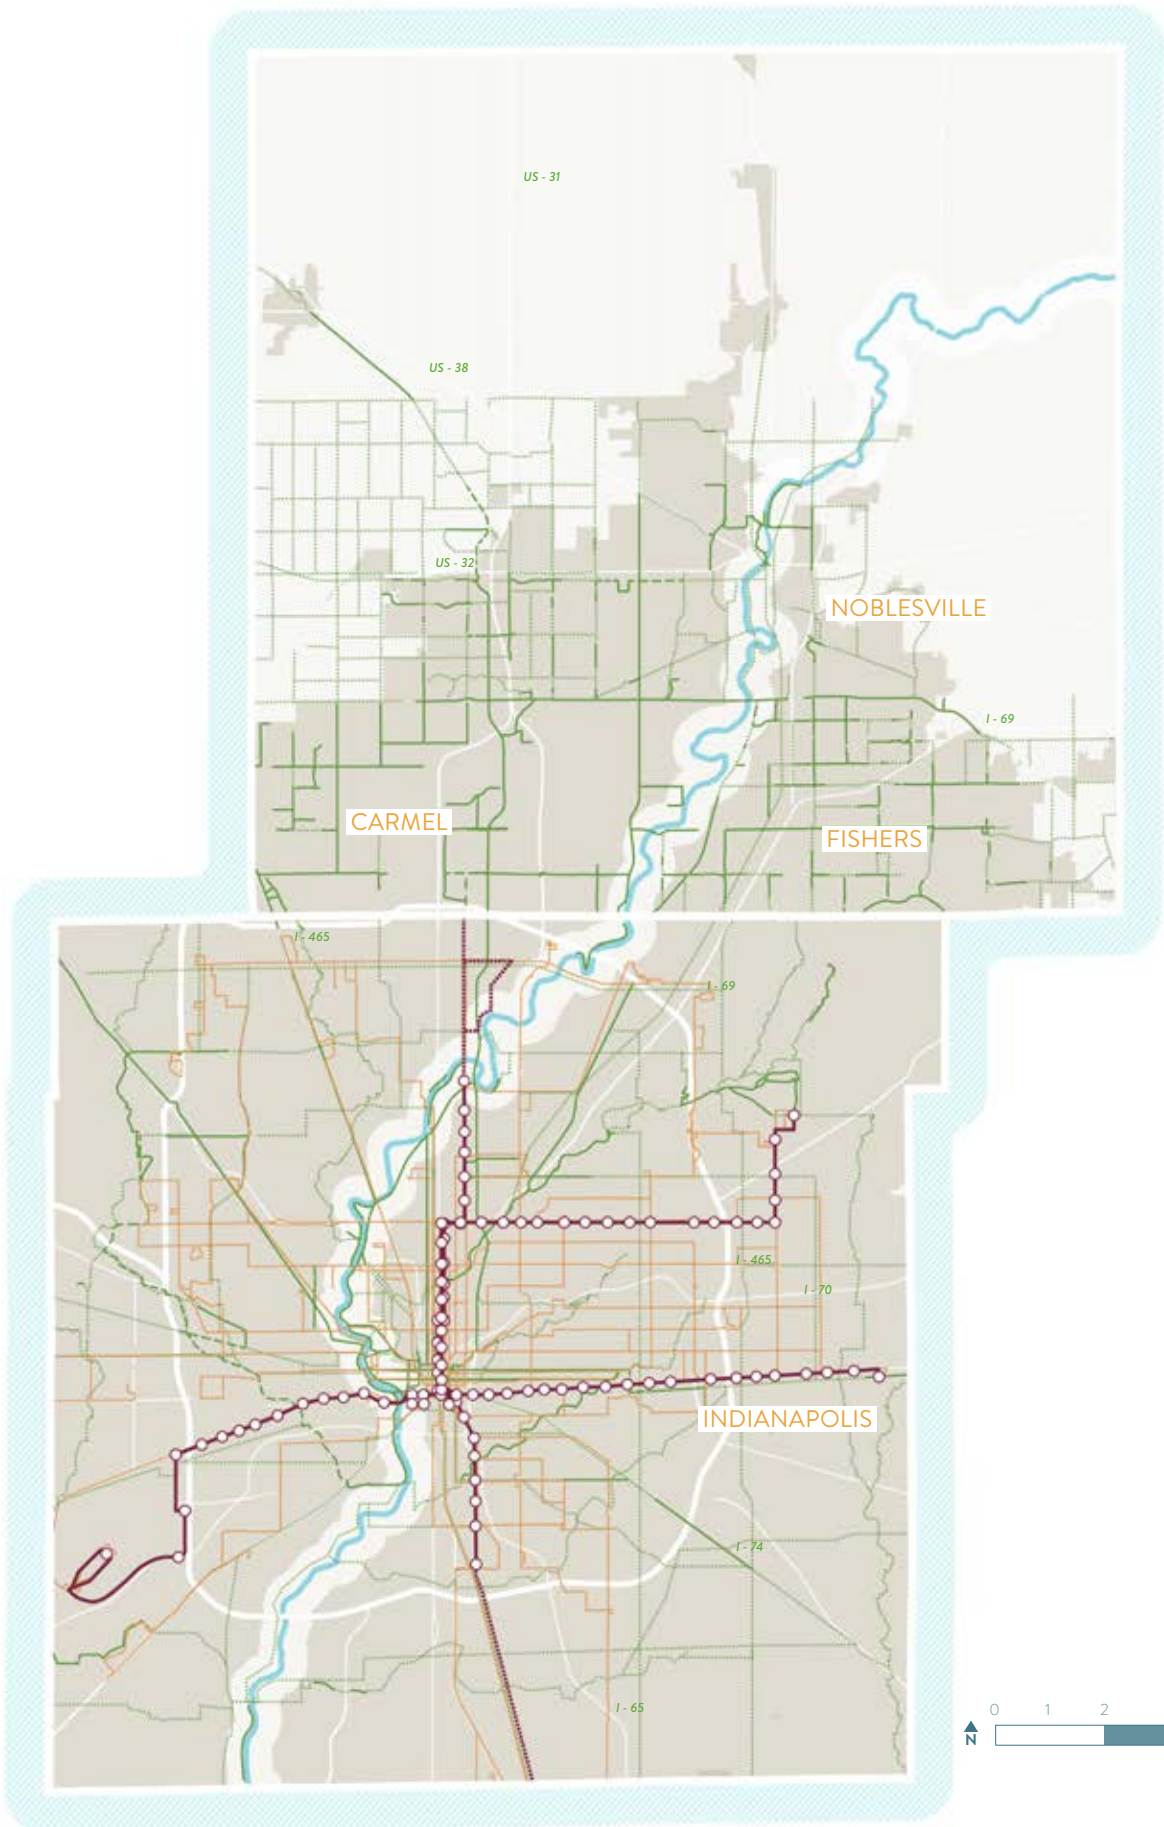 US - 31
US - 38
US - 32
NOBLESVILLE
I - 69
CARMEL
FISHERS
I - 465
I - 69
I - 465
I - 70
INDIANAPOLIS
I - 74
I - 65
0 1 2
N